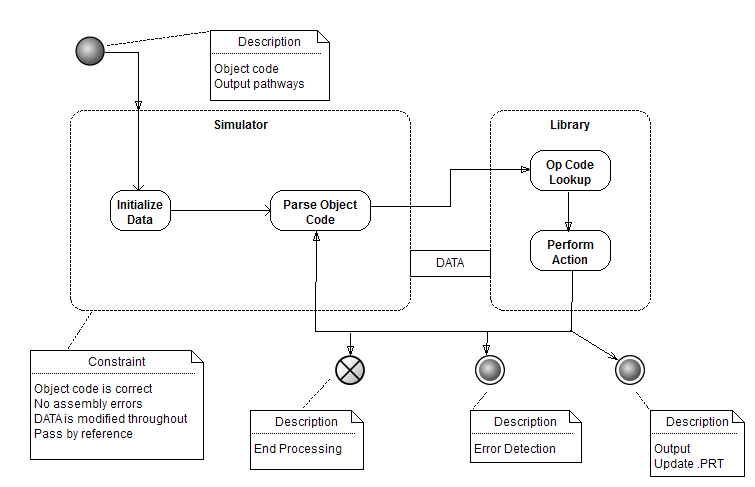 Description
Object code
Output pathways
Simulator
Library
Initialize
Data
Parse Object
Code
Op Code
Lookup
Perform
Action
DATA
Constraint
Object code is correct
No assembly errors
DATA is modified throughout
Pass by reference
Description
End Processing
Description
Error Detection
Description
Output
Update .PRT